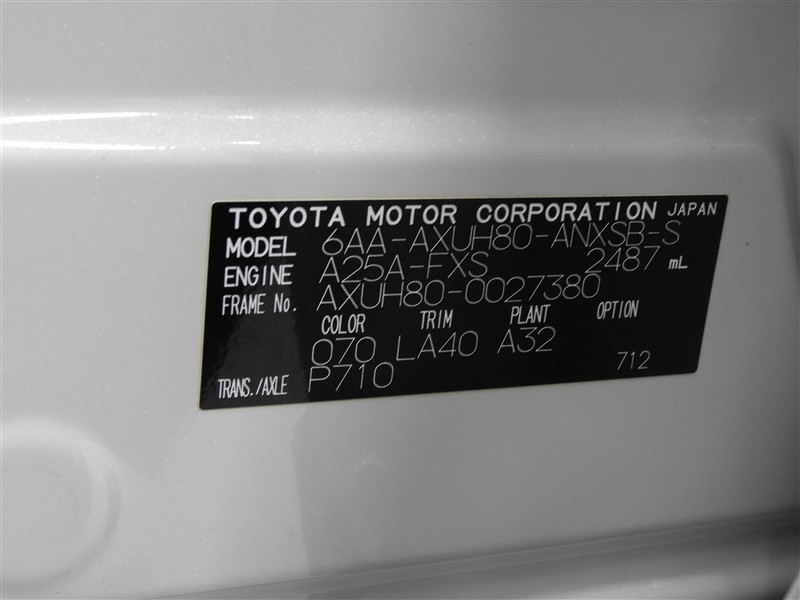 TOYOTA MOTOR CORPORATION JAPAN
MODEL 6AA-AXUH80-ANXSB-S
ENGINE A25A-FXS 2487 mL
FRAME No. AXUH80-0027380
COLOR TRIM PLANT OPTION
070 LA40 A32
TRANS./AXLE P710 712